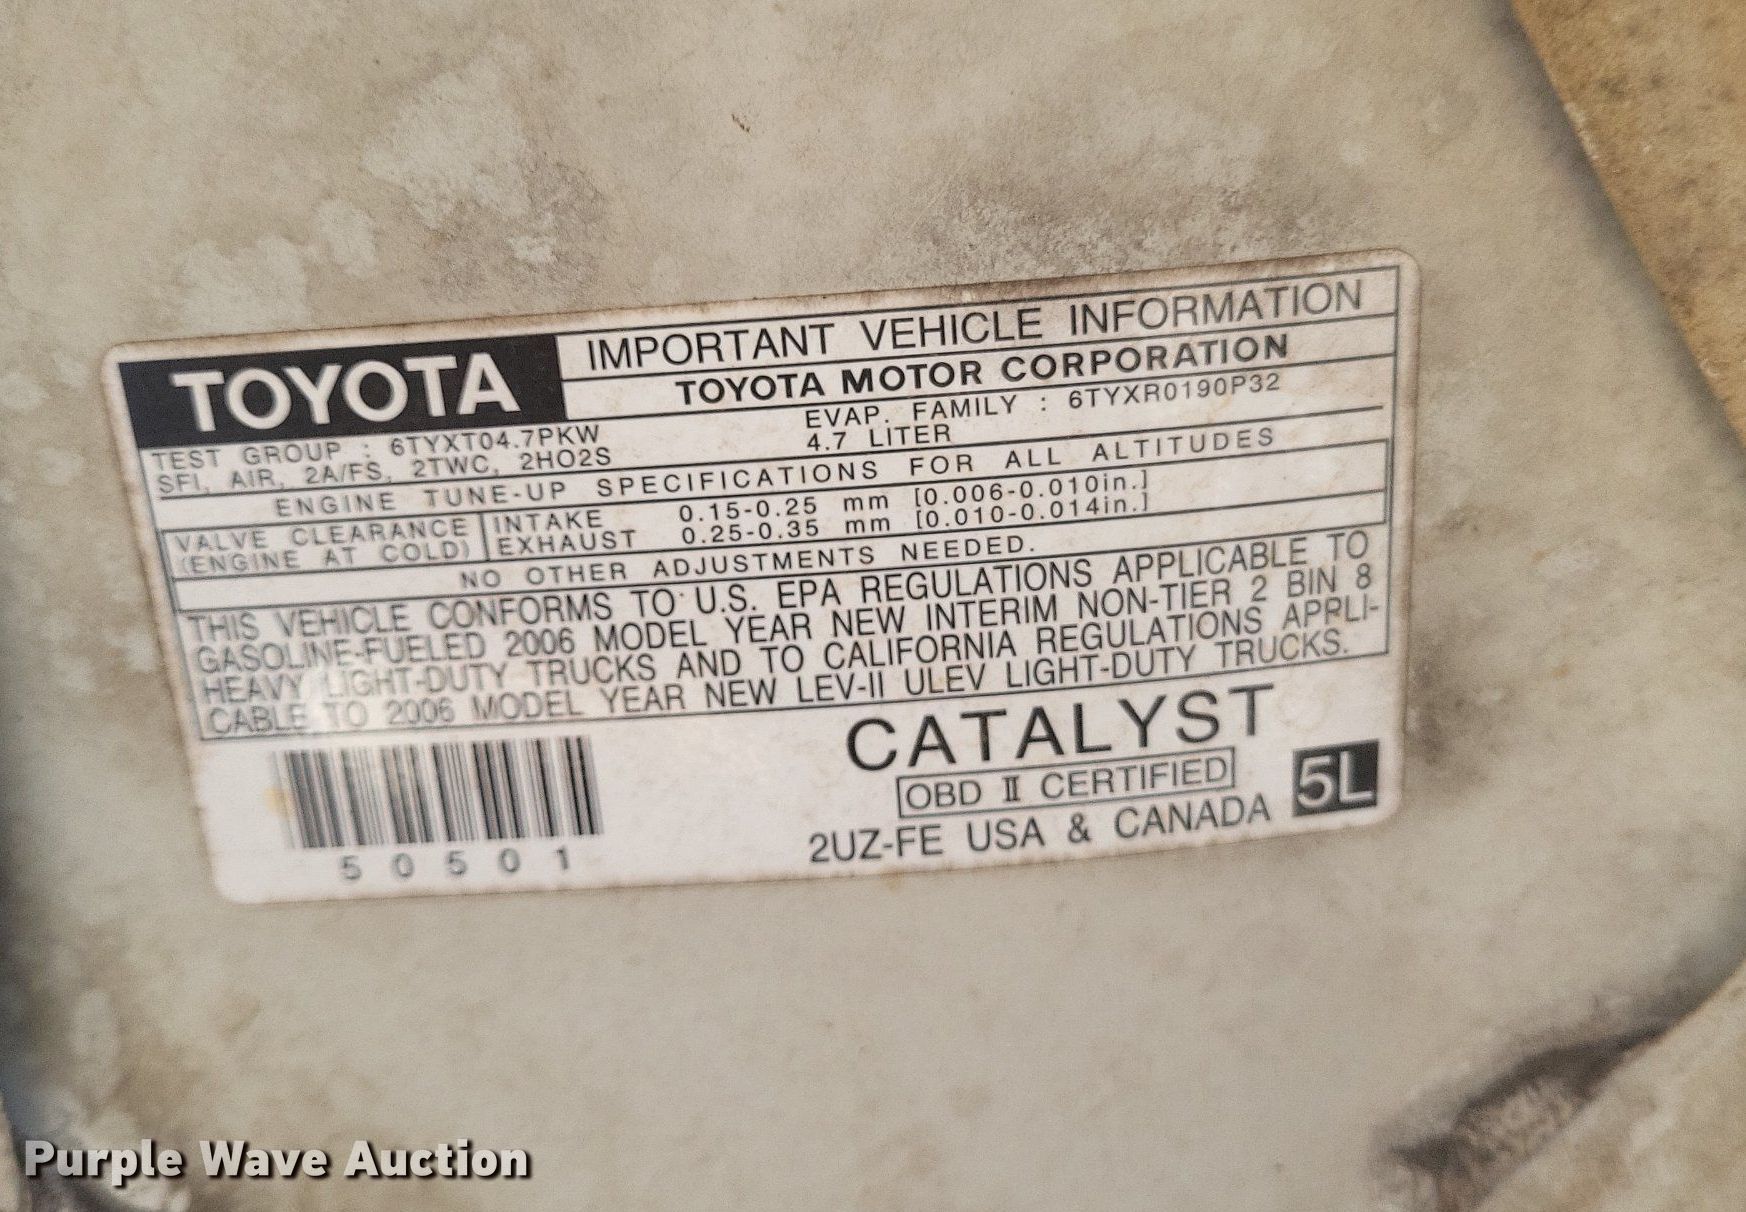 TOYOTA
IMPORTANT VEHICLE INFORMATION
TOYOTA MOTOR CORPORATION
TEST GROUP : 6TYXT04.7PKW
EVAP. FAMILY : 6TYXR0190P32
SFI, AIR, 2A/FS, 2TWC, 2HO2S
4.7 LITER
ENGINE TUNE-UP SPECIFICATIONS FOR ALL ALTITUDES
VALVE CLEARANCE INTAKE 0.15-0.25 mm [0.006-0.010in.]
(ENGINE AT COLD) EXHAUST 0.25-0.35 mm [0.010-0.014in.]
NO OTHER ADJUSTMENTS NEEDED.
THIS VEHICLE CONFORMS TO U.S. EPA REGULATIONS APPLICABLE TO
GASOLINE-FUELED 2006 MODEL YEAR NEW INTERIM NON-TIER 2 BIN 8
HEAVY LIGHT-DUTY TRUCKS AND TO CALIFORNIA REGULATIONS APPLI-
CABLE TO 2006 MODEL YEAR NEW LEV-II ULEV LIGHT-DUTY TRUCKS.
CATALYST
OBD II CERTIFIED
5L
2UZ-FE USA & CANADA
50501
Purple Wave Auction